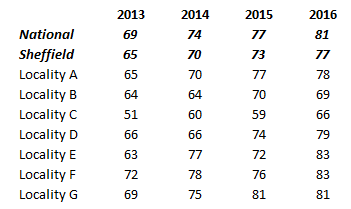 2013 2014 2015 2016
National 69 74 77 81
Sheffield 65 70 73 77
Locality A 65 70 77 78
Locality B 64 64 70 69
Locality C 51 60 59 66
Locality D 66 66 74 79
Locality E 63 77 72 83
Locality F 72 78 76 83
Locality G 69 75 81 81